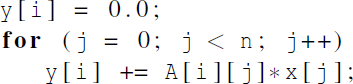 y[i] = 0.0;
for (j = 0; j < n; j++)
y[i] += A[i][j]*x[j];